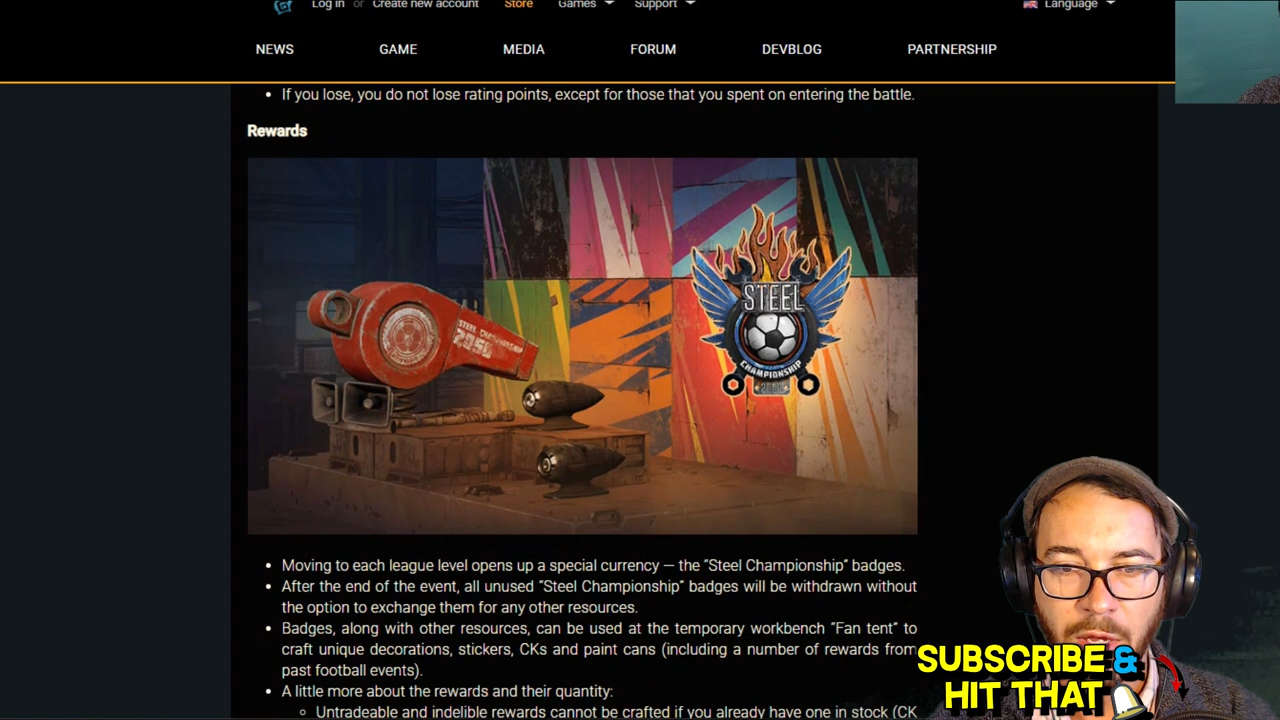 Log in or Create new account Store Games Support Language
NEWS GAME MEDIA FORUM DEVBLOG PARTNERSHIP
• If you lose, you do not lose rating points, except for those that you spent on entering the battle.
Rewards
STEEL CHAMPIONSHIP
STEEL
CHAMPIONSHIP
• Moving to each league level opens up a special currency — the “Steel Championship” badges.
• After the end of the event, all unused “Steel Championship” badges will be withdrawn without
the option to exchange them for any other resources.
• Badges, along with other resources, can be used at the temporary workbench “Fan tent” to
craft unique decorations, stickers, CKs and paint cans (including a number of rewards from
past football events).
• A little more about the rewards and their quantity:
Untradeable and indelible rewards cannot be crafted if you already have one in stock (CK
SUBSCRIBE &
HIT THAT